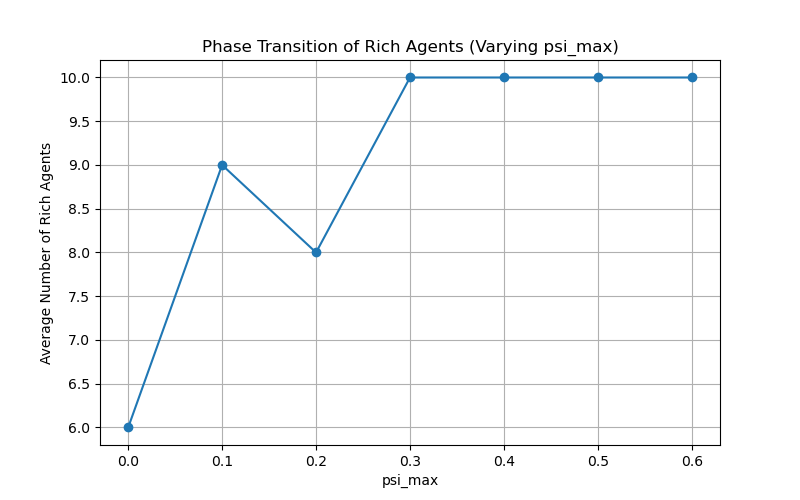 Phase Transition of Rich Agents (Varying psi_max)
Average Number of Rich Agents
10.0
9.5
9.0
8.5
8.0
7.5
7.0
6.5
6.0
0.0 0.1 0.2 0.3 0.4 0.5 0.6
psi_max